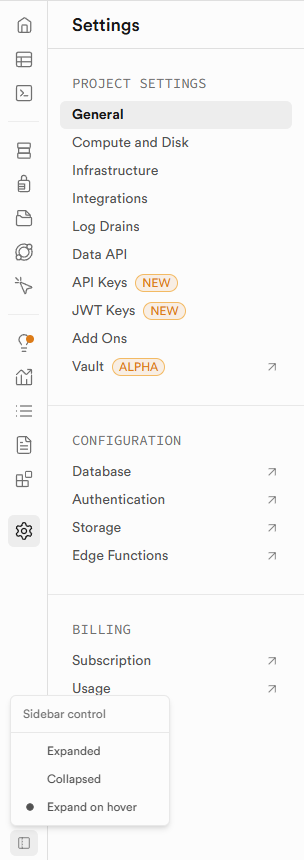 Settings
PROJECT SETTINGS
General
Compute and Disk
Infrastructure
Integrations
Log Drains
Data API
API Keys NEW
JWT Keys NEW
Add Ons
Vault ALPHA
CONFIGURATION
Database
Authentication
Storage
Edge Functions
BILLING
Subscription
Usage
Sidebar control
Expanded
Collapsed
Expand on hover